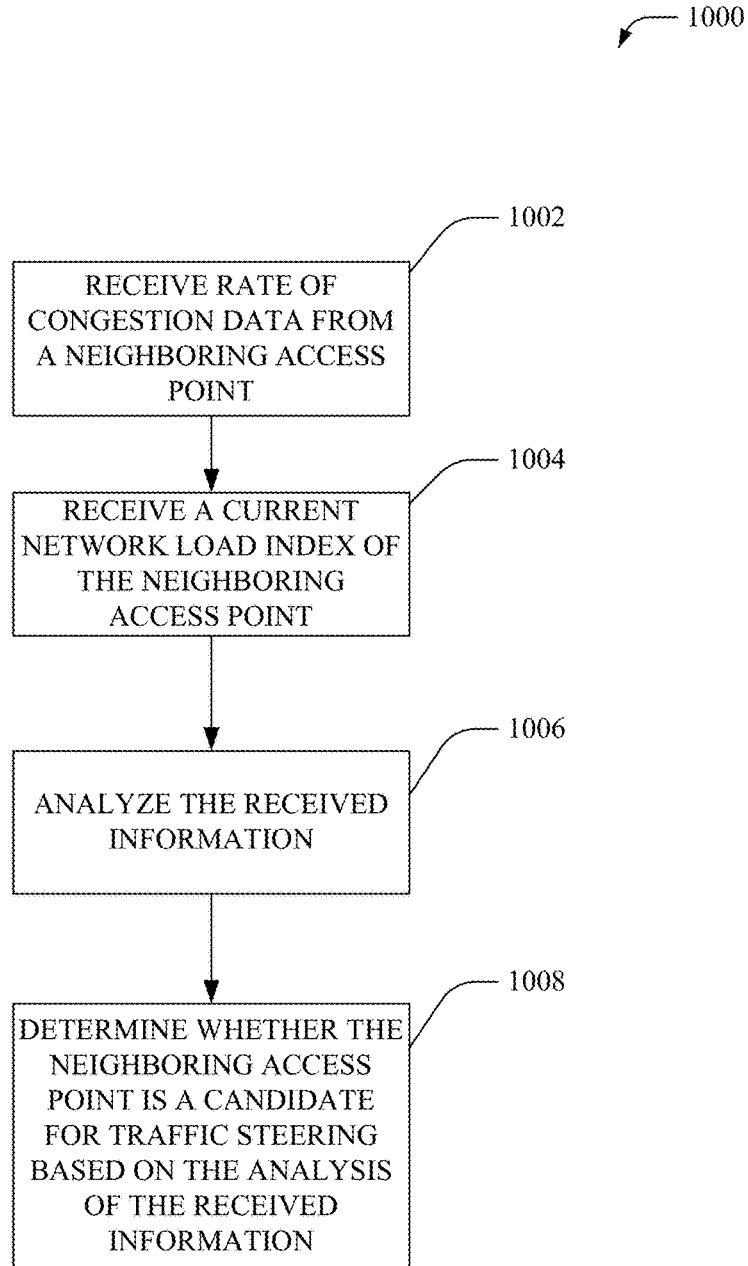 1000
1002
RECEIVE RATE OF
CONGESTION DATA FROM
A NEIGHBORING ACCESS
POINT
1004
RECEIVE A CURRENT
NETWORK LOAD INDEX OF
THE NEIGHBORING
ACCESS POINT
1006
ANALYZE THE RECEIVED
INFORMATION
1008
DETERMINE WHETHER THE
NEIGHBORING ACCESS
POINT IS A CANDIDATE
FOR TRAFFIC STEERING
BASED ON THE ANALYSIS
OF THE RECEIVED
INFORMATION